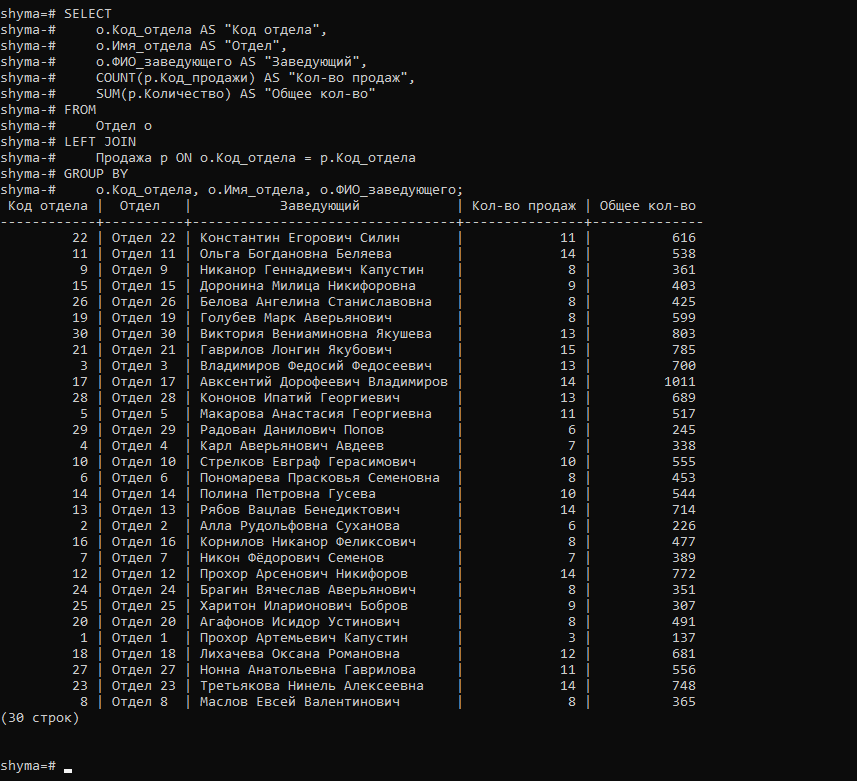 shyma=# SELECT
shyma-#     о.Код_отдела AS "Код отдела",
shyma-#     о.Имя_отдела AS "Отдел",
shyma-#     о.ФИО_заведующего AS "Заведующий",
shyma-#     COUNT(р.Код_продажи) AS "Кол-во продаж",
shyma-#     SUM(р.Количество) AS "Общее кол-во"
shyma-# FROM
shyma-#     Отдел о
shyma-# LEFT JOIN
shyma-#     Продажа р ON о.Код_отдела = р.Код_отдела
shyma-# GROUP BY
shyma-#     о.Код_отдела, о.Имя_отдела, о.ФИО_заведующего;
 Код отдела |  Отдел   |           Заведующий            | Кол-во продаж | Общее кол-во
------------+----------+---------------------------------+---------------+--------------
         22 | Отдел 22 | Константин Егорович Силин       |            11 |          616
         11 | Отдел 11 | Ольга Богдановна Беляева        |            14 |          538
          9 | Отдел 9  | Никанор Геннадиевич Капустин    |             8 |          361
         15 | Отдел 15 | Доронина Милица Никифоровна     |             9 |          403
         26 | Отдел 26 | Белова Ангелина Станиславовна   |             8 |          425
         19 | Отдел 19 | Голубев Марк Аверьянович        |             8 |          599
         30 | Отдел 30 | Виктория Вениаминовна Якушева   |            13 |          803
         21 | Отдел 21 | Гаврилов Лонгин Якубович        |            15 |          785
          3 | Отдел 3  | Владимиров Федосий Федосеевич   |            13 |          700
         17 | Отдел 17 | Авксентий Дорофеевич Владимиров |            14 |         1011
         28 | Отдел 28 | Кононов Ипатий Георгиевич       |            13 |          689
          5 | Отдел 5  | Макарова Анастасия Георгиевна   |            11 |          517
         29 | Отдел 29 | Радован Данилович Попов         |             6 |          245
          4 | Отдел 4  | Карл Аверьянович Авдеев         |             7 |          338
         10 | Отдел 10 | Стрелков Евграф Герасимович     |            10 |          555
          6 | Отдел 6  | Пономарева Прасковья Семеновна  |             8 |          453
         14 | Отдел 14 | Полина Петровна Гусева          |            10 |          544
         13 | Отдел 13 | Рябов Вацлав Бенедиктович       |            14 |          714
          2 | Отдел 2  | Алла Рудольфовна Суханова       |             6 |          226
         16 | Отдел 16 | Корнилов Никанор Феликсович     |             8 |          477
          7 | Отдел 7  | Никон Фёдорович Семенов         |             7 |          389
         12 | Отдел 12 | Прохор Арсенович Никифоров      |            14 |          772
         24 | Отдел 24 | Брагин Вячеслав Аверьянович     |             8 |          351
         25 | Отдел 25 | Харитон Иларионович Бобров      |             9 |          307
         20 | Отдел 20 | Агафонов Исидор Устинович       |             8 |          491
          1 | Отдел 1  | Прохор Артемьевич Капустин      |             3 |          137
         18 | Отдел 18 | Лихачева Оксана Романовна       |            12 |          681
         27 | Отдел 27 | Нонна Анатольевна Гаврилова     |            11 |          556
         23 | Отдел 23 | Третьякова Нинель Алексеевна    |            14 |          748
          8 | Отдел 8  | Маслов Евсей Валентинович       |             8 |          365
(30 строк)
shyma=#